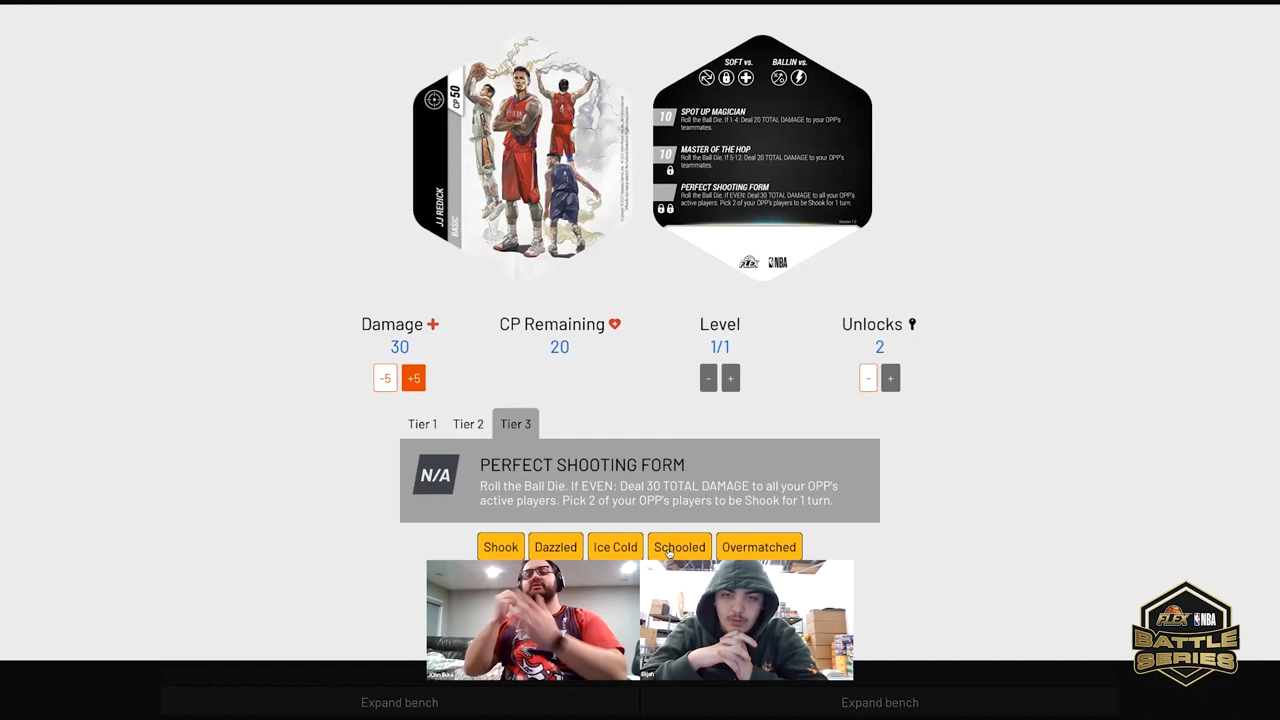 CP 50
JJ REDICK
BASIC
SOFT vs.
BALLIN vs.
10
SPOT UP MAGICIAN
Roll the Ball Die. If 1-4: Deal 20 TOTAL DAMAGE to your OPP's
teammates.
10
MASTER OF THE HOP
Roll the Ball Die. If 5-12: Deal 20 TOTAL DAMAGE to your OPP's
teammates.
PERFECT SHOOTING FORM
Roll the Ball Die. If EVEN: Deal 30 TOTAL DAMAGE to all your OPP's
active players. Pick 2 of your OPP's players to be Shook for 1 turn.
Version 1.2
FLEX NBA
Damage
30
-5 +5
CP Remaining
20
Level
1/1
- +
Unlocks
2
- +
Tier 1 Tier 2 Tier 3
N/A
PERFECT SHOOTING FORM
Roll the Ball Die. If EVEN: Deal 30 TOTAL DAMAGE to all your OPP's
active players. Pick 2 of your OPP's players to be Shook for 1 turn.
Shook Dazzled Ice Cold Schooled Overmatched
Elijah
FLEX NBA
BATTLE
SERIES
Expand bench Expand bench